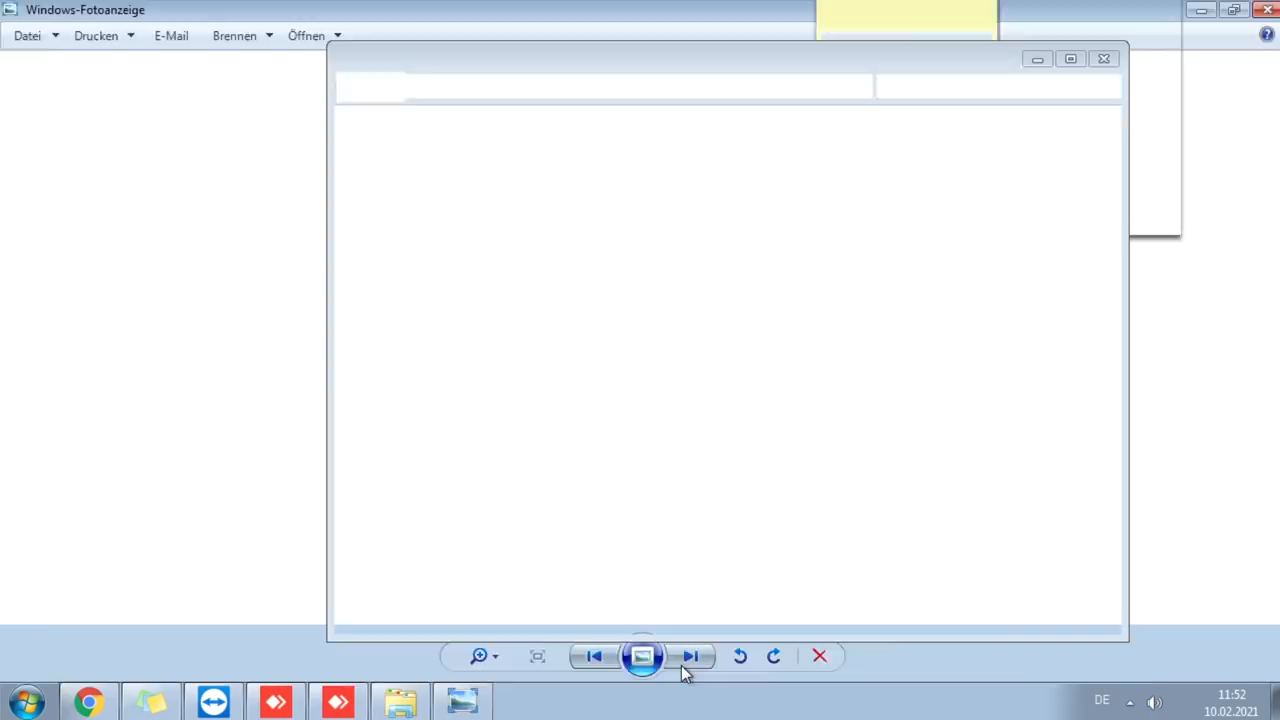 Windows-Fotoanzeige
Datei Drucken E-Mail Brennen Öffnen
DE
11:52
10.02.2021